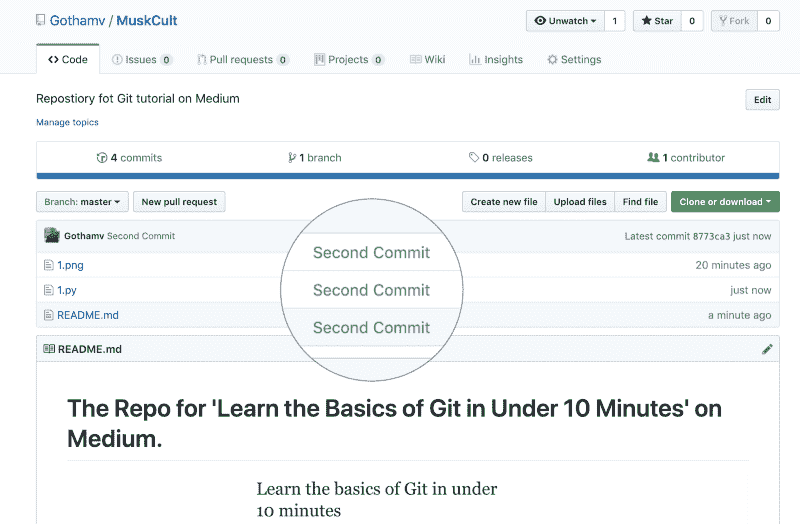 Gothamv / MuskCult
Unwatch 1 Star 0 Fork 0
Code Issues 0 Pull requests 0 Projects 0 Wiki Insights Settings
Repostiory fot Git tutorial on Medium Edit
Manage topics
4 commits 1 branch 0 releases 1 contributor
Branch: master New pull request Create new file Upload files Find file Clone or download
Gothamv Second Commit Latest commit 8773ca3 just now
1.png Second Commit 20 minutes ago
1.py Second Commit just now
README.md Second Commit a minute ago
README.md
The Repo for 'Learn the Basics of Git in Under 10 Minutes' on
Medium.
Learn the basics of Git in under
10 minutes